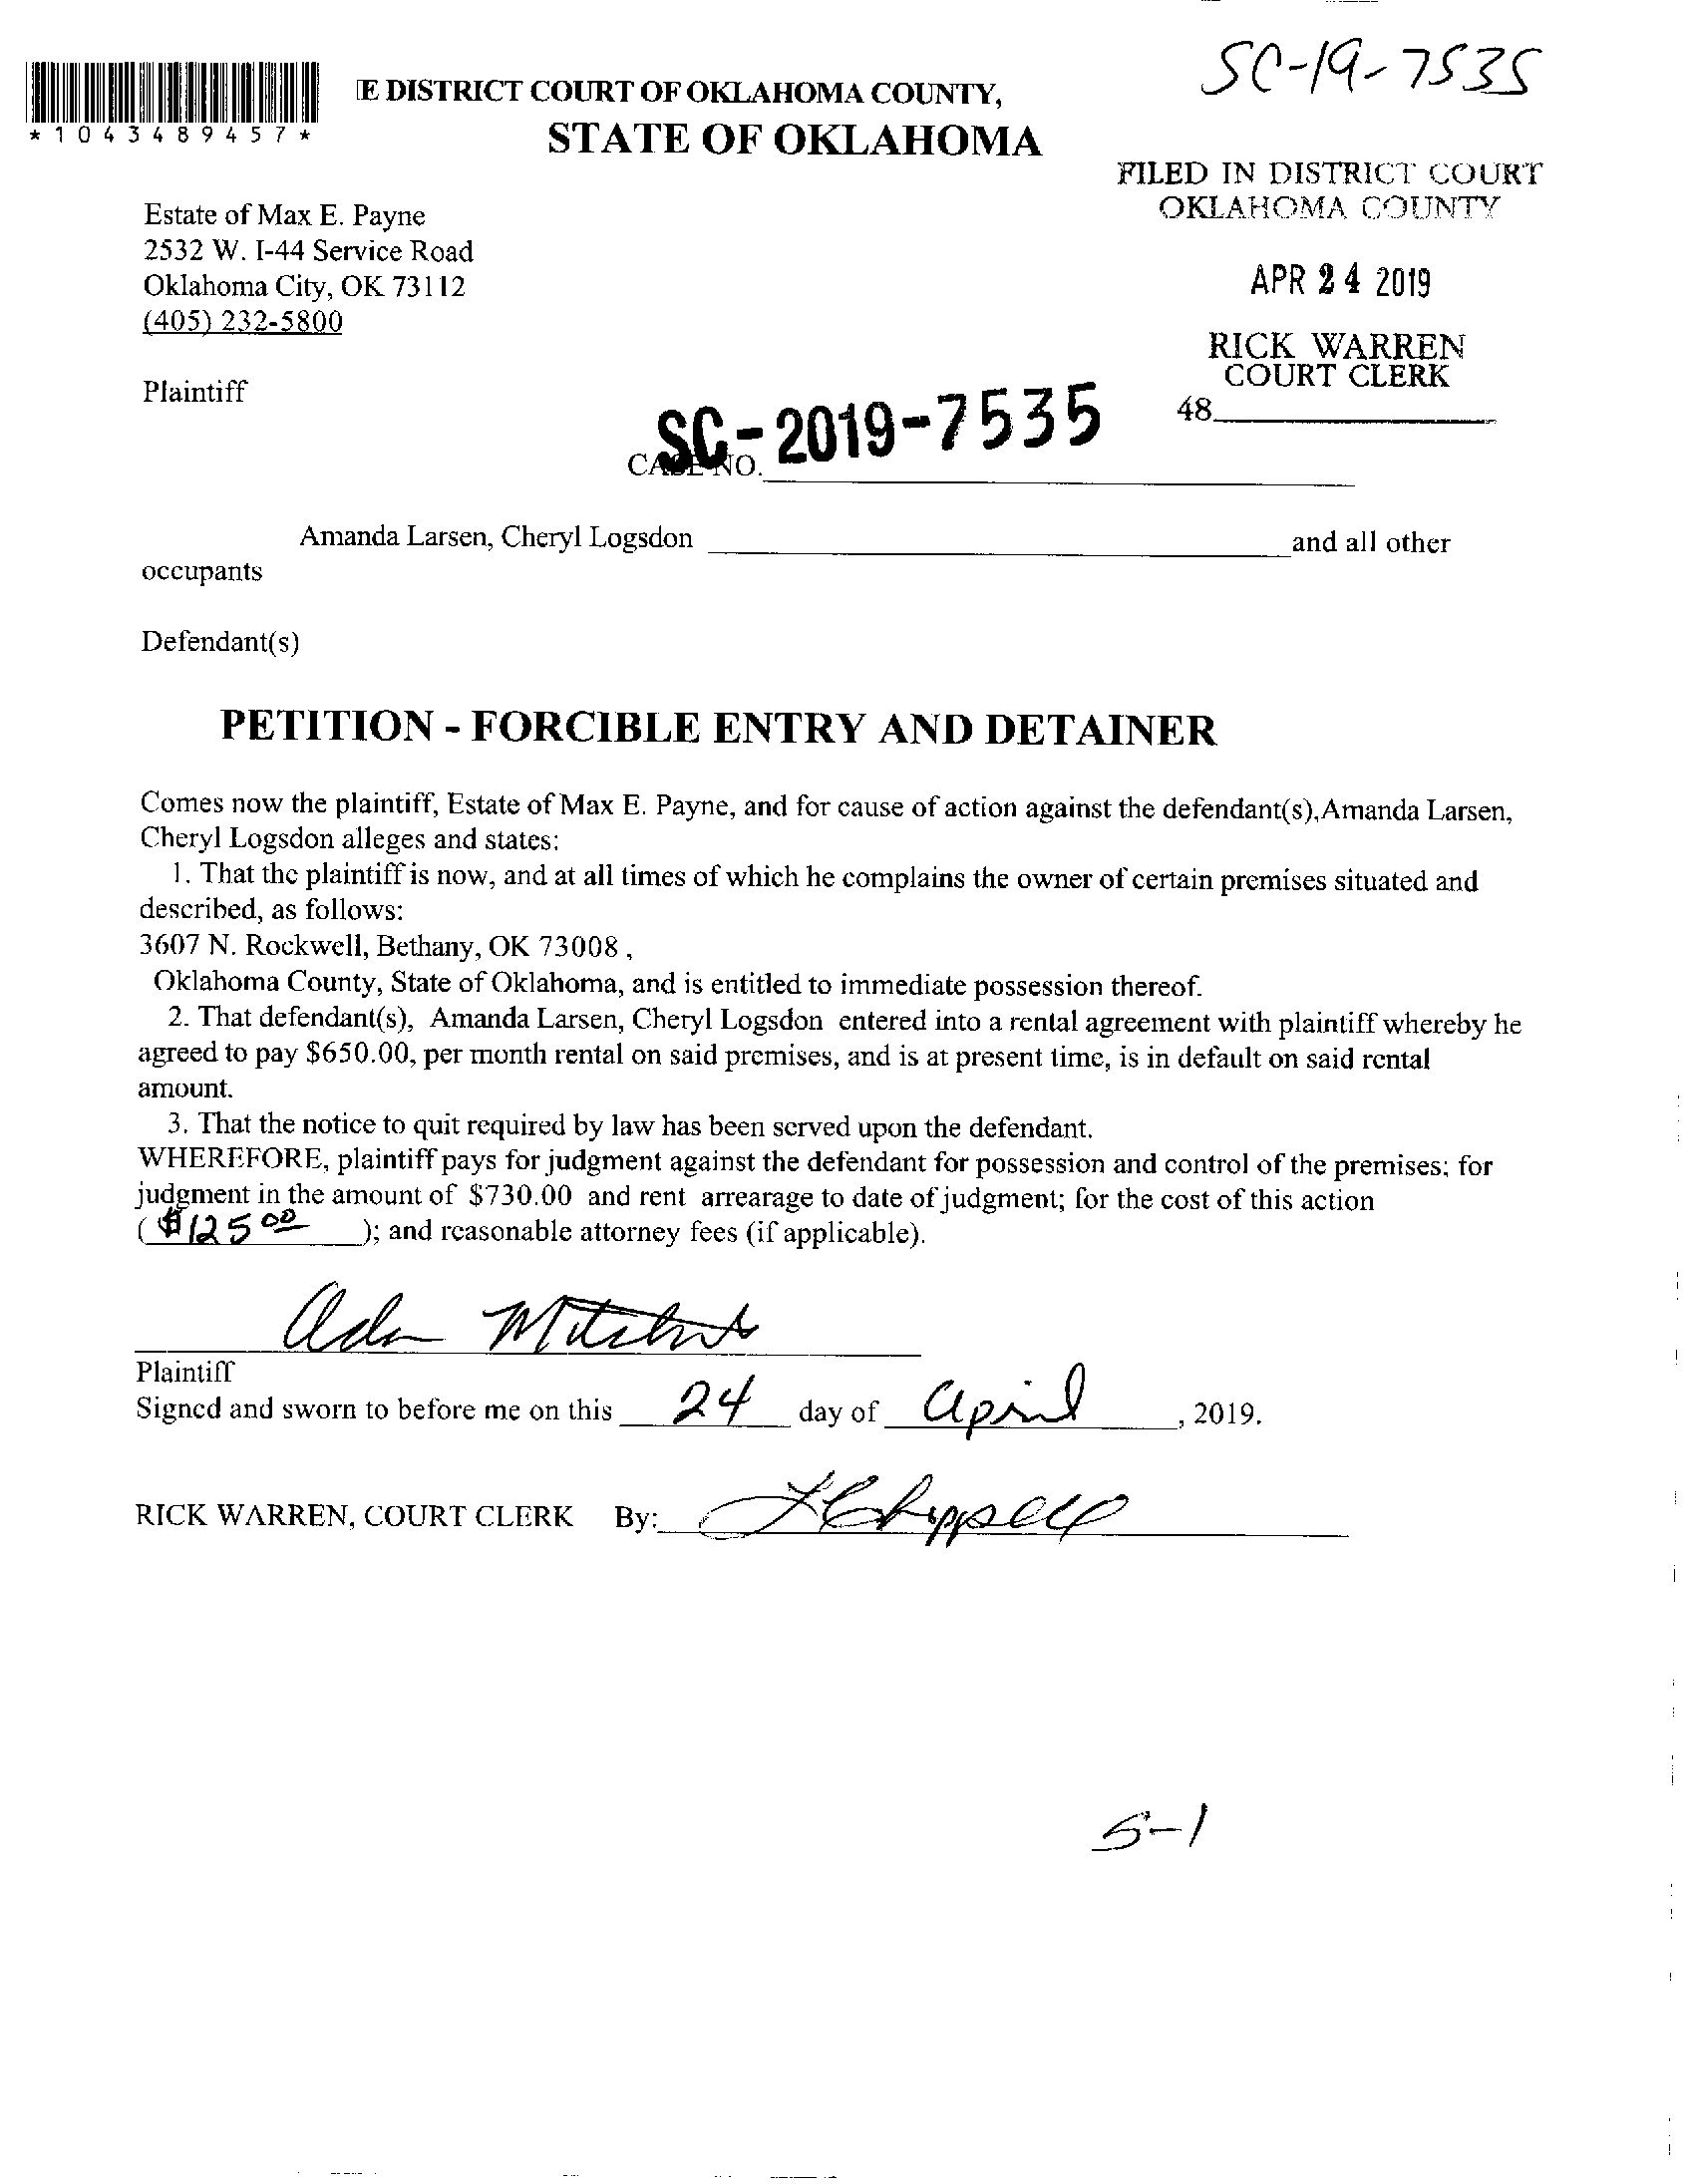 SC-19-7535
E DISTRICT COURT OF OKLAHOMA COUNTY,
*1043489457*
STATE OF OKLAHOMA
FILED IN DISTRICT COURT
OKLAHOMA COUNTY
Estate of Max E. Payne
2532 W. I-44 Service Road
Oklahoma City, OK 73112
(405) 232-5800
APR 24 2019
RICK WARREN
COURT CLERK
48
Plaintiff
CASE NO. SC-2019-7535
Amanda Larsen, Cheryl Logsdon and all other
occupants
Defendant(s)
PETITION - FORCIBLE ENTRY AND DETAINER
Comes now the plaintiff, Estate of Max E. Payne, and for cause of action against the defendant(s),Amanda Larsen,
Cheryl Logsdon alleges and states:
1. That the plaintiff is now, and at all times of which he complains the owner of certain premises situated and
described, as follows:
3607 N. Rockwell, Bethany, OK 73008 ,
Oklahoma County, State of Oklahoma, and is entitled to immediate possession thereof.
2. That defendant(s), Amanda Larsen, Cheryl Logsdon entered into a rental agreement with plaintiff whereby he
agreed to pay $650.00, per month rental on said premises, and is at present time, is in default on said rental
amount.
3. That the notice to quit required by law has been served upon the defendant.
WHEREFORE, plaintiff pays for judgment against the defendant for possession and control of the premises; for
judgment in the amount of $730.00 and rent arrearage to date of judgment; for the cost of this action
( $125 00 ); and reasonable attorney fees (if applicable).
Plaintiff
Signed and sworn to before me on this 24 day of April , 2019.
RICK WARREN, COURT CLERK By:
5-1